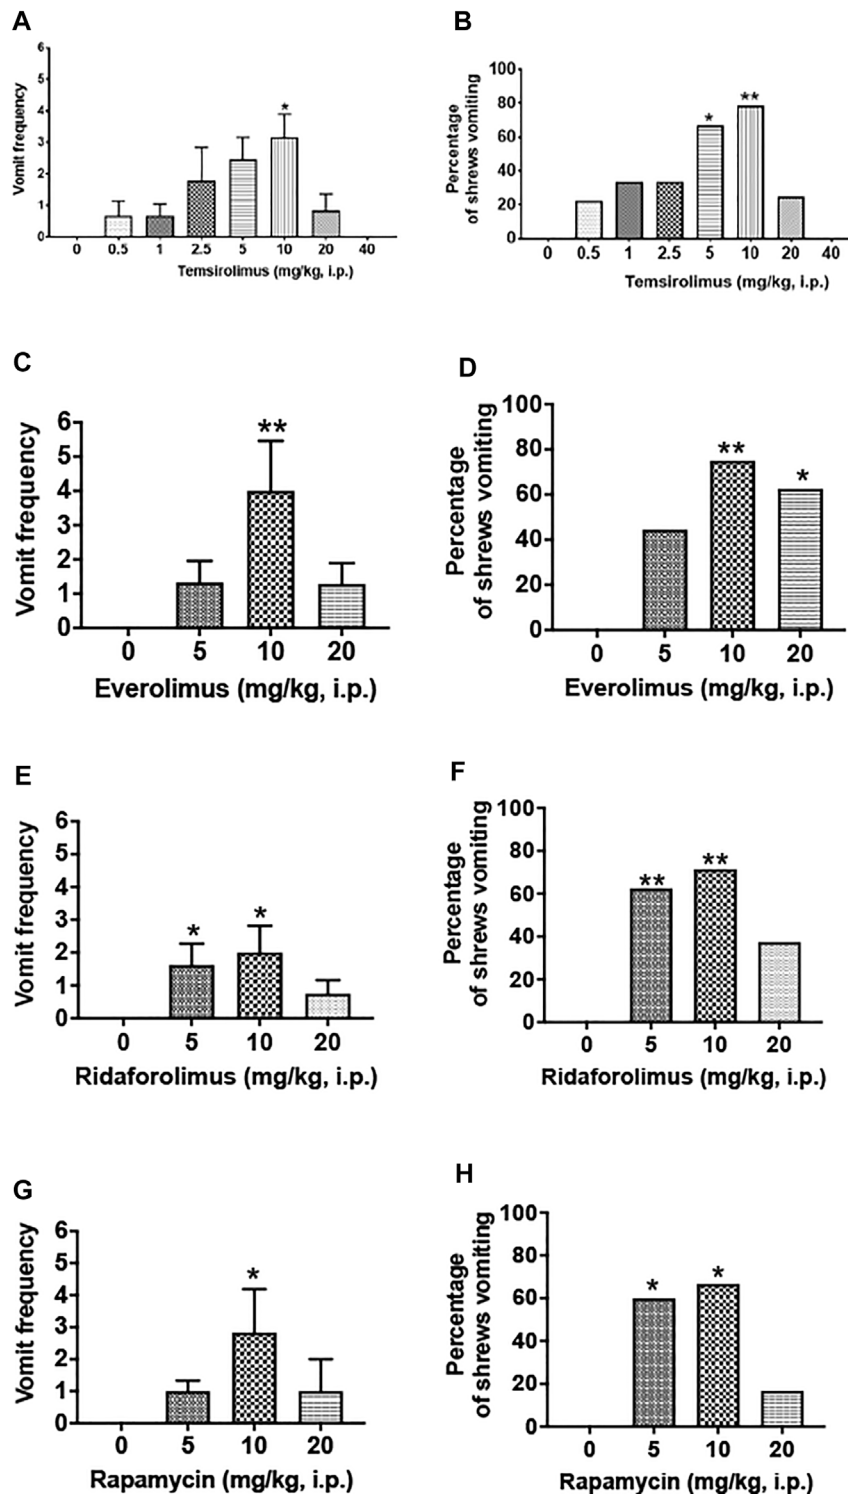 A
Vomit frequency
6
5
4
3
2
1
0
*
0 0.5 1 2.5 5 10 20 40
Temsirolimus (mg/kg, i.p.)
B
Percentage
of shrews vomiting
100
80
60
40
20
0
* **
0 0.5 1 2.5 5 10 20 40
Temsirolimus (mg/kg, i.p.)
C
Vomit frequency
6
5
4
3
2
1
0
**
0 5 10 20
Everolimus (mg/kg, i.p.)
D
Percentage
of shrews vomiting
100
80
60
40
20
0
** *
0 5 10 20
Everolimus (mg/kg, i.p.)
E
Vomit frequency
6
5
4
3
2
1
0
* *
0 5 10 20
Ridaforolimus (mg/kg, i.p.)
F
Percentage
of shrews vomiting
100
80
60
40
20
0
** **
0 5 10 20
Ridaforolimus (mg/kg, i.p.)
G
Vomit frequency
6
5
4
3
2
1
0
*
0 5 10 20
Rapamycin (mg/kg, i.p.)
H
Percentage
of shrews vomiting
100
80
60
40
20
0
* *
0 5 10 20
Rapamycin (mg/kg, i.p.)